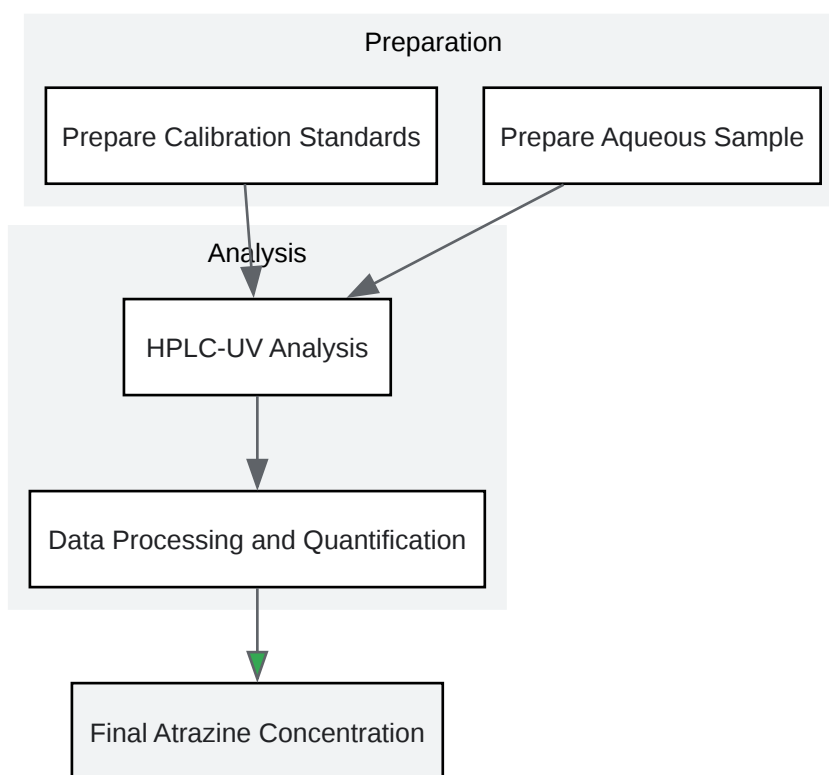 Preparation
Prepare Calibration Standards
Prepare Aqueous Sample
Analysis
HPLC-UV Analysis
Data Processing and Quantification
Final Atrazine Concentration